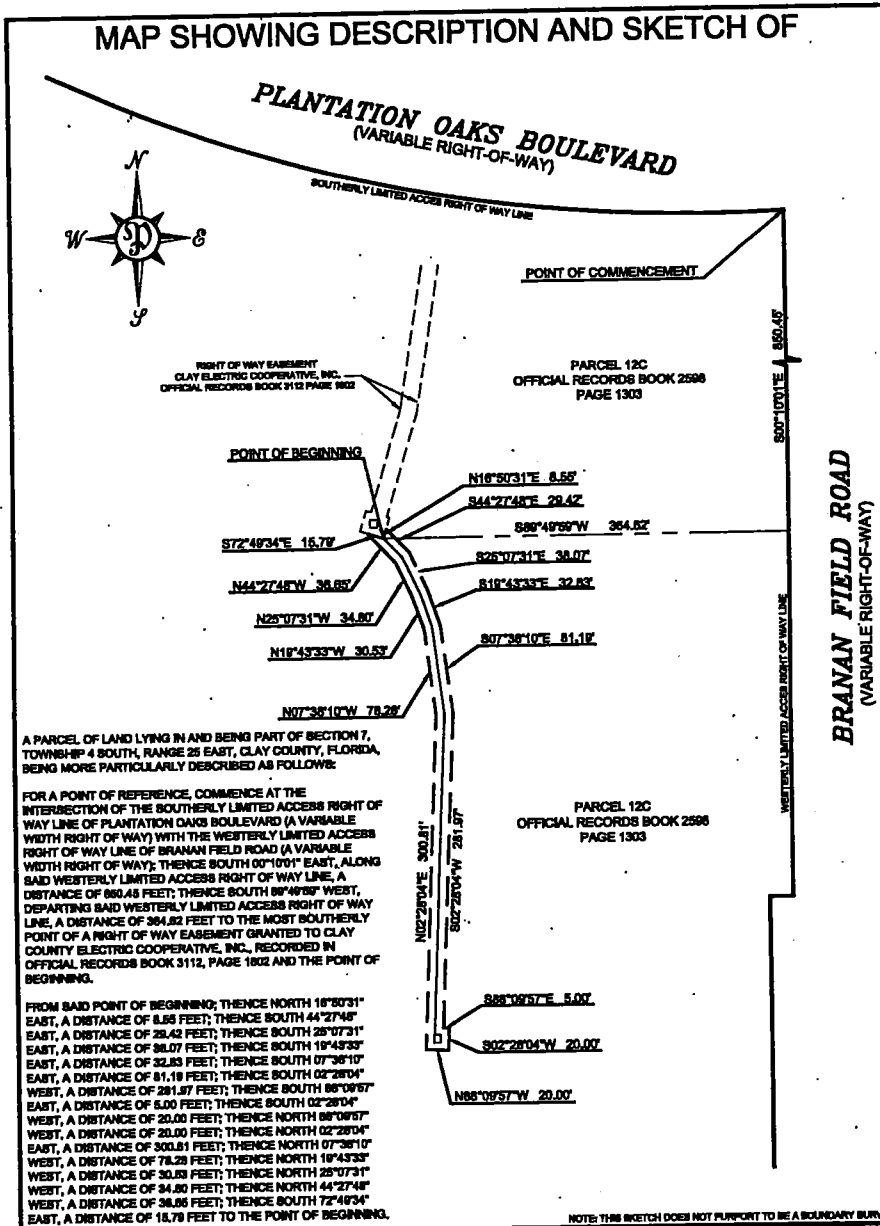 MAP SHOWING DESCRIPTION AND SKETCH OF
PLANTATION OAKS BOULEVARD
(VARIABLE RIGHT-OF-WAY)
SOUTHERLY LIMITED ACCES RIGHT OF WAY LINE
N
W
SP
E
S
POINT OF COMMENCEMENT
S00°10'01"E 850.45'
RIGHT OF WAY EASEMENT
CLAY ELECTRIC COOPERATIVE, INC.
OFFICIAL RECORDS BOOK 3112 PAGE 1802
PARCEL 12C
OFFICIAL RECORDS BOOK 2598
PAGE 1303
POINT OF BEGINNING
N16°50'31"E 8.55'
S44°27'48"E 29.42'
S89°49'59"W 364.82'
S72°49'34"E 15.79'
S25°07'31"E 38.07'
N44°27'48"W 36.65'
S19°43'33"E 32.83'
N25°07'31"W 34.80'
S07°36'10"E 81.19'
N19°43'33"W 30.53'
N07°36'10"W 78.28'
BRANAN FIELD ROAD
(VARIABLE RIGHT-OF-WAY)
WESTERLY LIMITED ACCES RIGHT OF WAY LINE
A PARCEL OF LAND LYING IN AND BEING PART OF SECTION 7,
TOWNSHIP 4 SOUTH, RANGE 25 EAST, CLAY COUNTY, FLORIDA,
BEING MORE PARTICULARLY DESCRIBED AS FOLLOWS:
FOR A POINT OF REFERENCE, COMMENCE AT THE
INTERSECTION OF THE SOUTHERLY LIMITED ACCESS RIGHT OF
WAY LINE OF PLANTATION OAKS BOULEVARD (A VARIABLE
WIDTH RIGHT OF WAY) WITH THE WESTERLY LIMITED ACCESS
RIGHT OF WAY LINE OF BRANAN FIELD ROAD (A VARIABLE
WIDTH RIGHT OF WAY); THENCE SOUTH 00°10'01" EAST, ALONG
SAID WESTERLY LIMITED ACCESS RIGHT OF WAY LINE, A
DISTANCE OF 850.45 FEET; THENCE SOUTH 89°49'59" WEST,
DEPARTING SAID WESTERLY LIMITED ACCESS RIGHT OF WAY
LINE, A DISTANCE OF 364.82 FEET TO THE MOST SOUTHERLY
POINT OF A RIGHT OF WAY EASEMENT GRANTED TO CLAY
COUNTY ELECTRIC COOPERATIVE, INC., RECORDED IN
OFFICIAL RECORDS BOOK 3112, PAGE 1802 AND THE POINT OF
BEGINNING.
FROM SAID POINT OF BEGINNING; THENCE NORTH 16°50'31"
EAST, A DISTANCE OF 8.55 FEET; THENCE SOUTH 44°27'48"
EAST, A DISTANCE OF 29.42 FEET; THENCE SOUTH 25°07'31"
EAST, A DISTANCE OF 38.07 FEET; THENCE SOUTH 19°43'33"
EAST, A DISTANCE OF 32.83 FEET; THENCE SOUTH 07°36'10"
EAST, A DISTANCE OF 81.19 FEET; THENCE SOUTH 02°28'04"
WEST, A DISTANCE OF 281.97 FEET; THENCE SOUTH 88°09'57"
EAST, A DISTANCE OF 5.00 FEET; THENCE SOUTH 02°28'04"
WEST, A DISTANCE OF 20.00 FEET; THENCE NORTH 88°09'57"
WEST, A DISTANCE OF 20.00 FEET; THENCE NORTH 02°28'04"
EAST, A DISTANCE OF 300.81 FEET; THENCE NORTH 07°36'10"
WEST, A DISTANCE OF 78.28 FEET; THENCE NORTH 19°43'33"
WEST, A DISTANCE OF 30.53 FEET; THENCE NORTH 25°07'31"
WEST, A DISTANCE OF 34.80 FEET; THENCE NORTH 44°27'48"
WEST, A DISTANCE OF 36.65 FEET; THENCE SOUTH 72°49'34"
EAST, A DISTANCE OF 15.79 FEET TO THE POINT OF BEGINNING.
N02°28'04"E 300.81'
S02°28'04"W 281.97'
PARCEL 12C
OFFICIAL RECORDS BOOK 2598
PAGE 1303
S88°09'57"E 5.00'
S02°28'04"W 20.00'
N88°09'57"W 20.00'
NOTE: THIS SKETCH DOES NOT PURPORT TO BE A BOUNDARY SURV